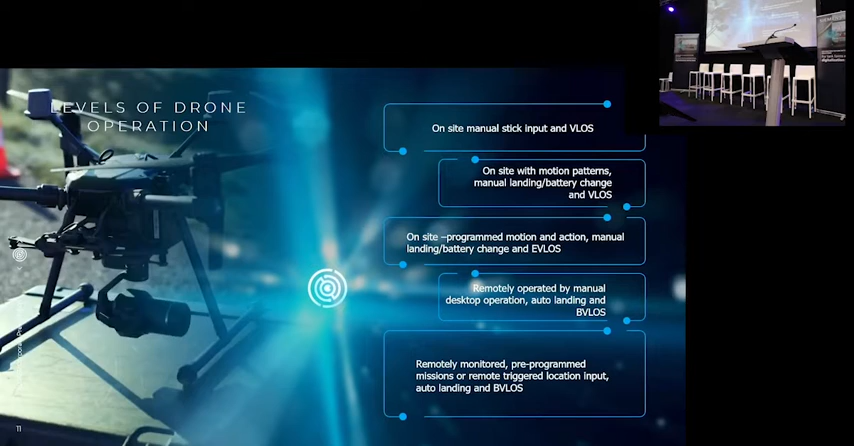 LEVELS OF DRONE
OPERATION
On site manual stick input and VLOS
On site with motion patterns,
manual landing/battery change
and VLOS
On site –programmed motion and action, manual
landing/battery change and EVLOS
Remotely operated by manual
desktop operation, auto landing and
BVLOS
Remotely monitored, pre-programmed
missions or remote triggered location input,
auto landing and BVLOS
11